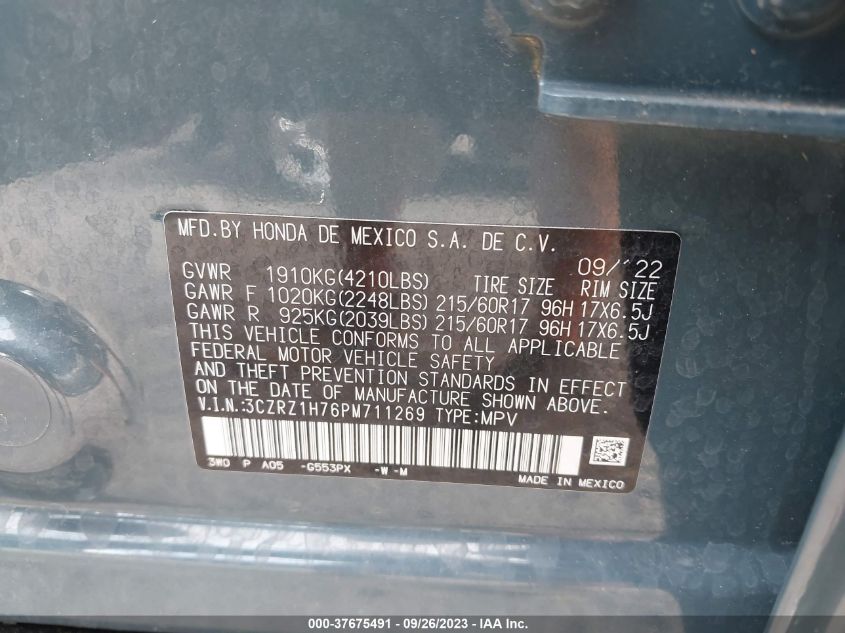 MFD.BY HONDA DE MEXICO S.A. DE C.V.
09/'22
GVWR 1910KG(4210LBS) TIRE SIZE RIM SIZE
GAWR F 1020KG(2248LBS) 215/60R17 96H 17X6.5J
GAWR R 925KG(2039LBS) 215/60R17 96H 17X6.5J
THIS VEHICLE CONFORMS TO ALL APPLICABLE
FEDERAL MOTOR VEHICLE SAFETY
AND THEFT PREVENTION STANDARDS IN EFFECT
ON THE DATE OF MANUFACTURE SHOWN ABOVE.
V.I.N.:3CZRZ1H76PM711269 TYPE:MPV
3W0 P A05 -G553PX -W-M
MADE IN MEXICO
000-37675491 - 09/26/2023 - IAA Inc.